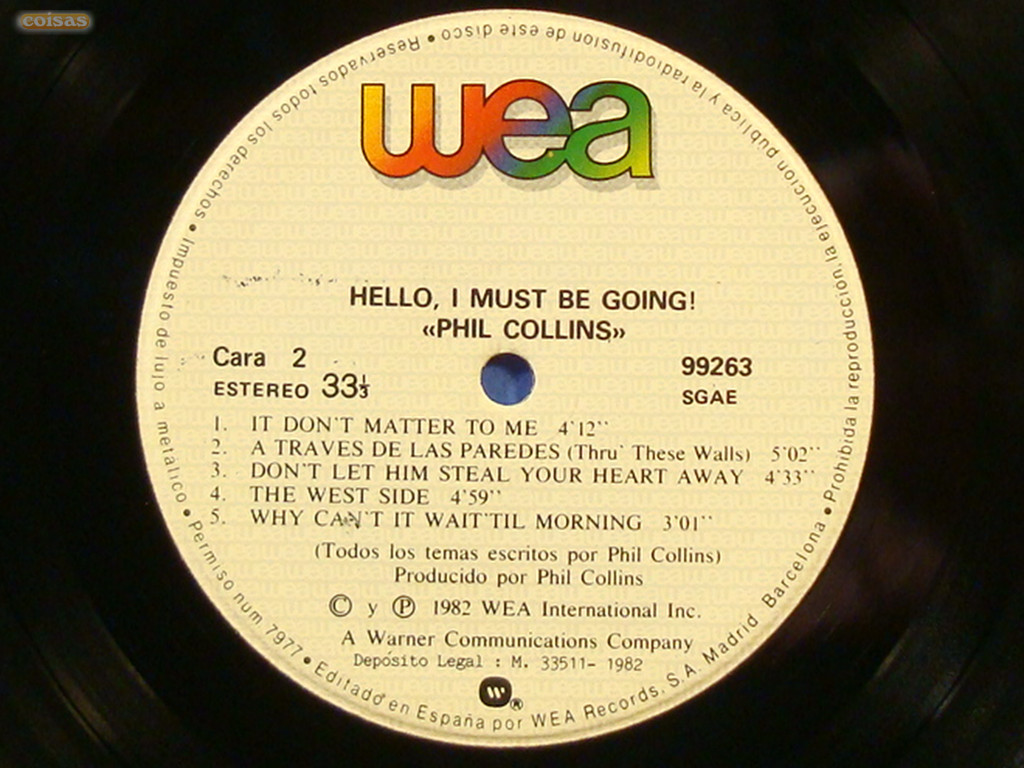 coisas
wea
HELLO, I MUST BE GOING!
«PHIL COLLINS»
Cara 2
ESTEREO 33⅓
99263
SGAE
1. IT DON'T MATTER TO ME 4'12''
2. A TRAVES DE LAS PAREDES (Thru' These Walls) 5'02''
3. DON'T LET HIM STEAL YOUR HEART AWAY 4'33''
4. THE WEST SIDE 4'59''
5. WHY CAN'T IT WAIT'TIL MORNING 3'01''
(Todos los temas escritos por Phil Collins)
Producido por Phil Collins
© y ℗ 1982 WEA International Inc.
A Warner Communications Company
Depósito Legal : M. 33511- 1982
®
Reservados todos los derechos • Impuesto de lujo a metálico • Permiso num 7977 • Editado en España por WEA Records, S.A. Madrid Barcelona • Prohibida la reproducción, la ejecución pública y la radiodifusion de este disco •